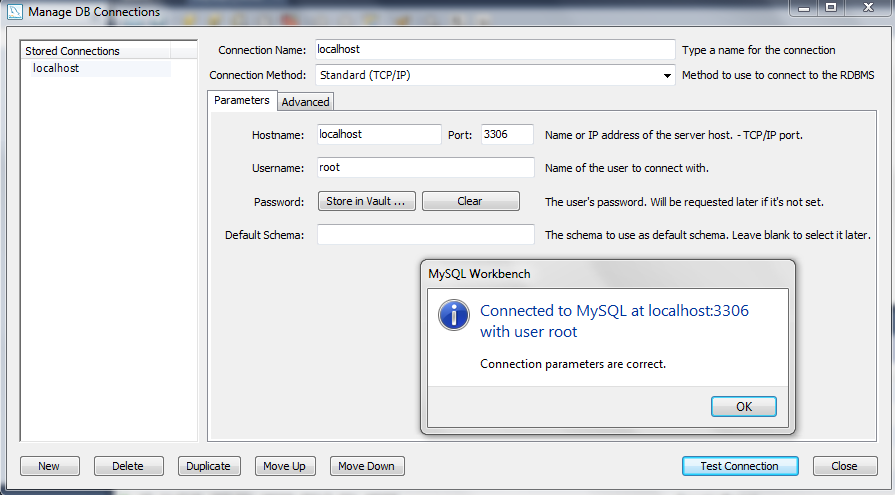 Manage DB Connections
Stored Connections
localhost
Connection Name: localhost Type a name for the connection
Connection Method: Standard (TCP/IP) Method to use to connect to the RDBMS
Parameters Advanced
Hostname: localhost Port: 3306 Name or IP address of the server host. - TCP/IP port.
Username: root Name of the user to connect with.
Password: Store in Vault ... Clear The user's password. Will be requested later if it's not set.
Default Schema: The schema to use as default schema. Leave blank to select it later.
MySQL Workbench
Connected to MySQL at localhost:3306
with user root
Connection parameters are correct.
OK
New Delete Duplicate Move Up Move Down Test Connection Close